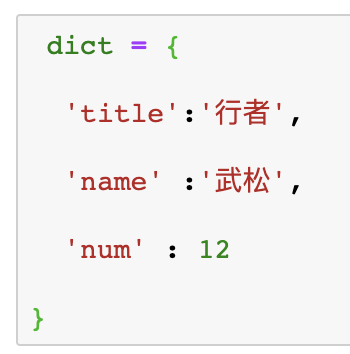 dict = {
'title':'行者',
'name' :'武松',
'num' : 12
}